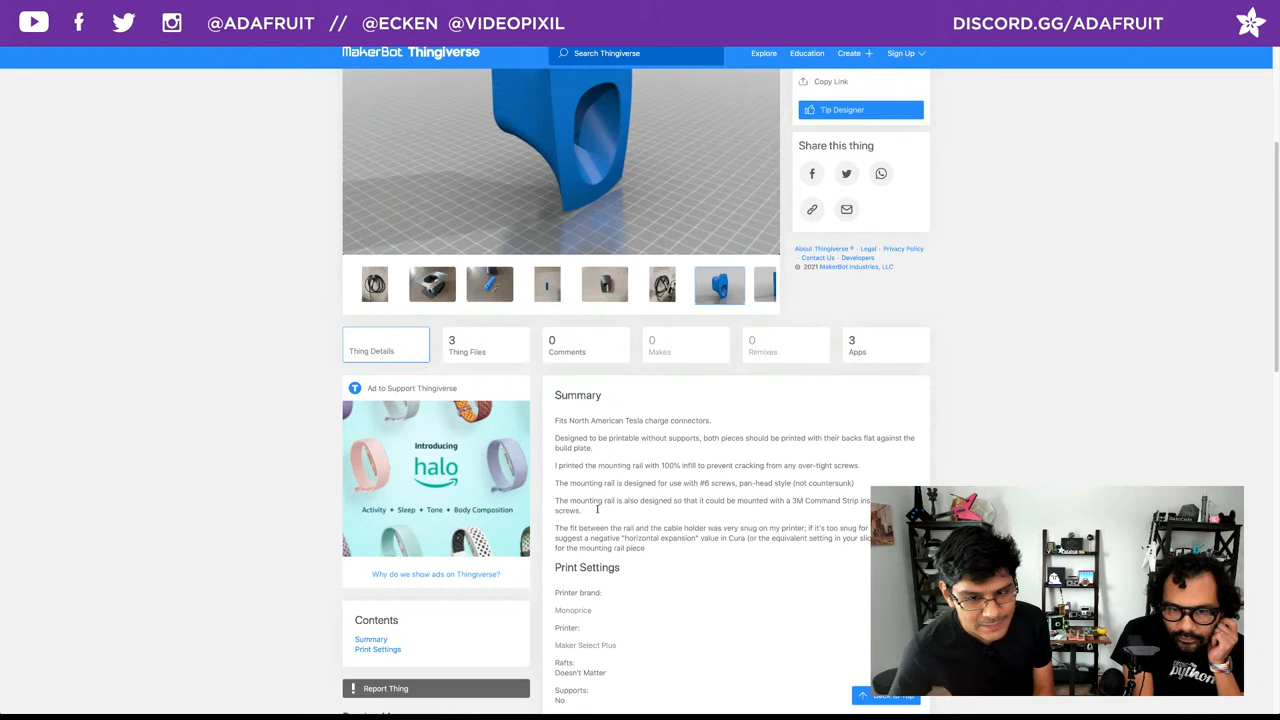 @ADAFRUIT // @ECKEN @VIDEOPIXIL
DISCORD.GG/ADAFRUIT
MakerBot Thingiverse
Search Thingiverse
Explore
Education
Create
Sign Up
Copy Link
Tip Designer
Share this thing
About Thingiverse ® · Legal · Privacy Policy
· Contact Us · Developers
© 2021 MakerBot Industries, LLC
Thing Details
3
Thing Files
0
Comments
0
Makes
0
Remixes
3
Apps
Ad to Support Thingiverse
Introducing
halo
Activity + Sleep + Tone + Body Composition
Why do we show ads on Thingiverse?
Contents
Summary
Print Settings
Report Thing
Summary
Fits North American Tesla charge connectors.
Designed to be printable without supports, both pieces should be printed with their backs flat against the
build plate.
I printed the mounting rail with 100% infill to prevent cracking from any over-tight screws.
The mounting rail is designed for use with #6 screws, pan-head style (not countersunk)
The mounting rail is also designed so that it could be mounted with a 3M Command Strip ins
screws.
The fit between the rail and the cable holder was very snug on my printer; if it's too snug for
suggest a negative "horizontal expansion" value in Cura (or the equivalent setting in your slic
for the mounting rail piece
Print Settings
Printer brand:
Monoprice
Printer:
Maker Select Plus
Rafts:
Doesn't Matter
Supports:
No
Back to Top
python